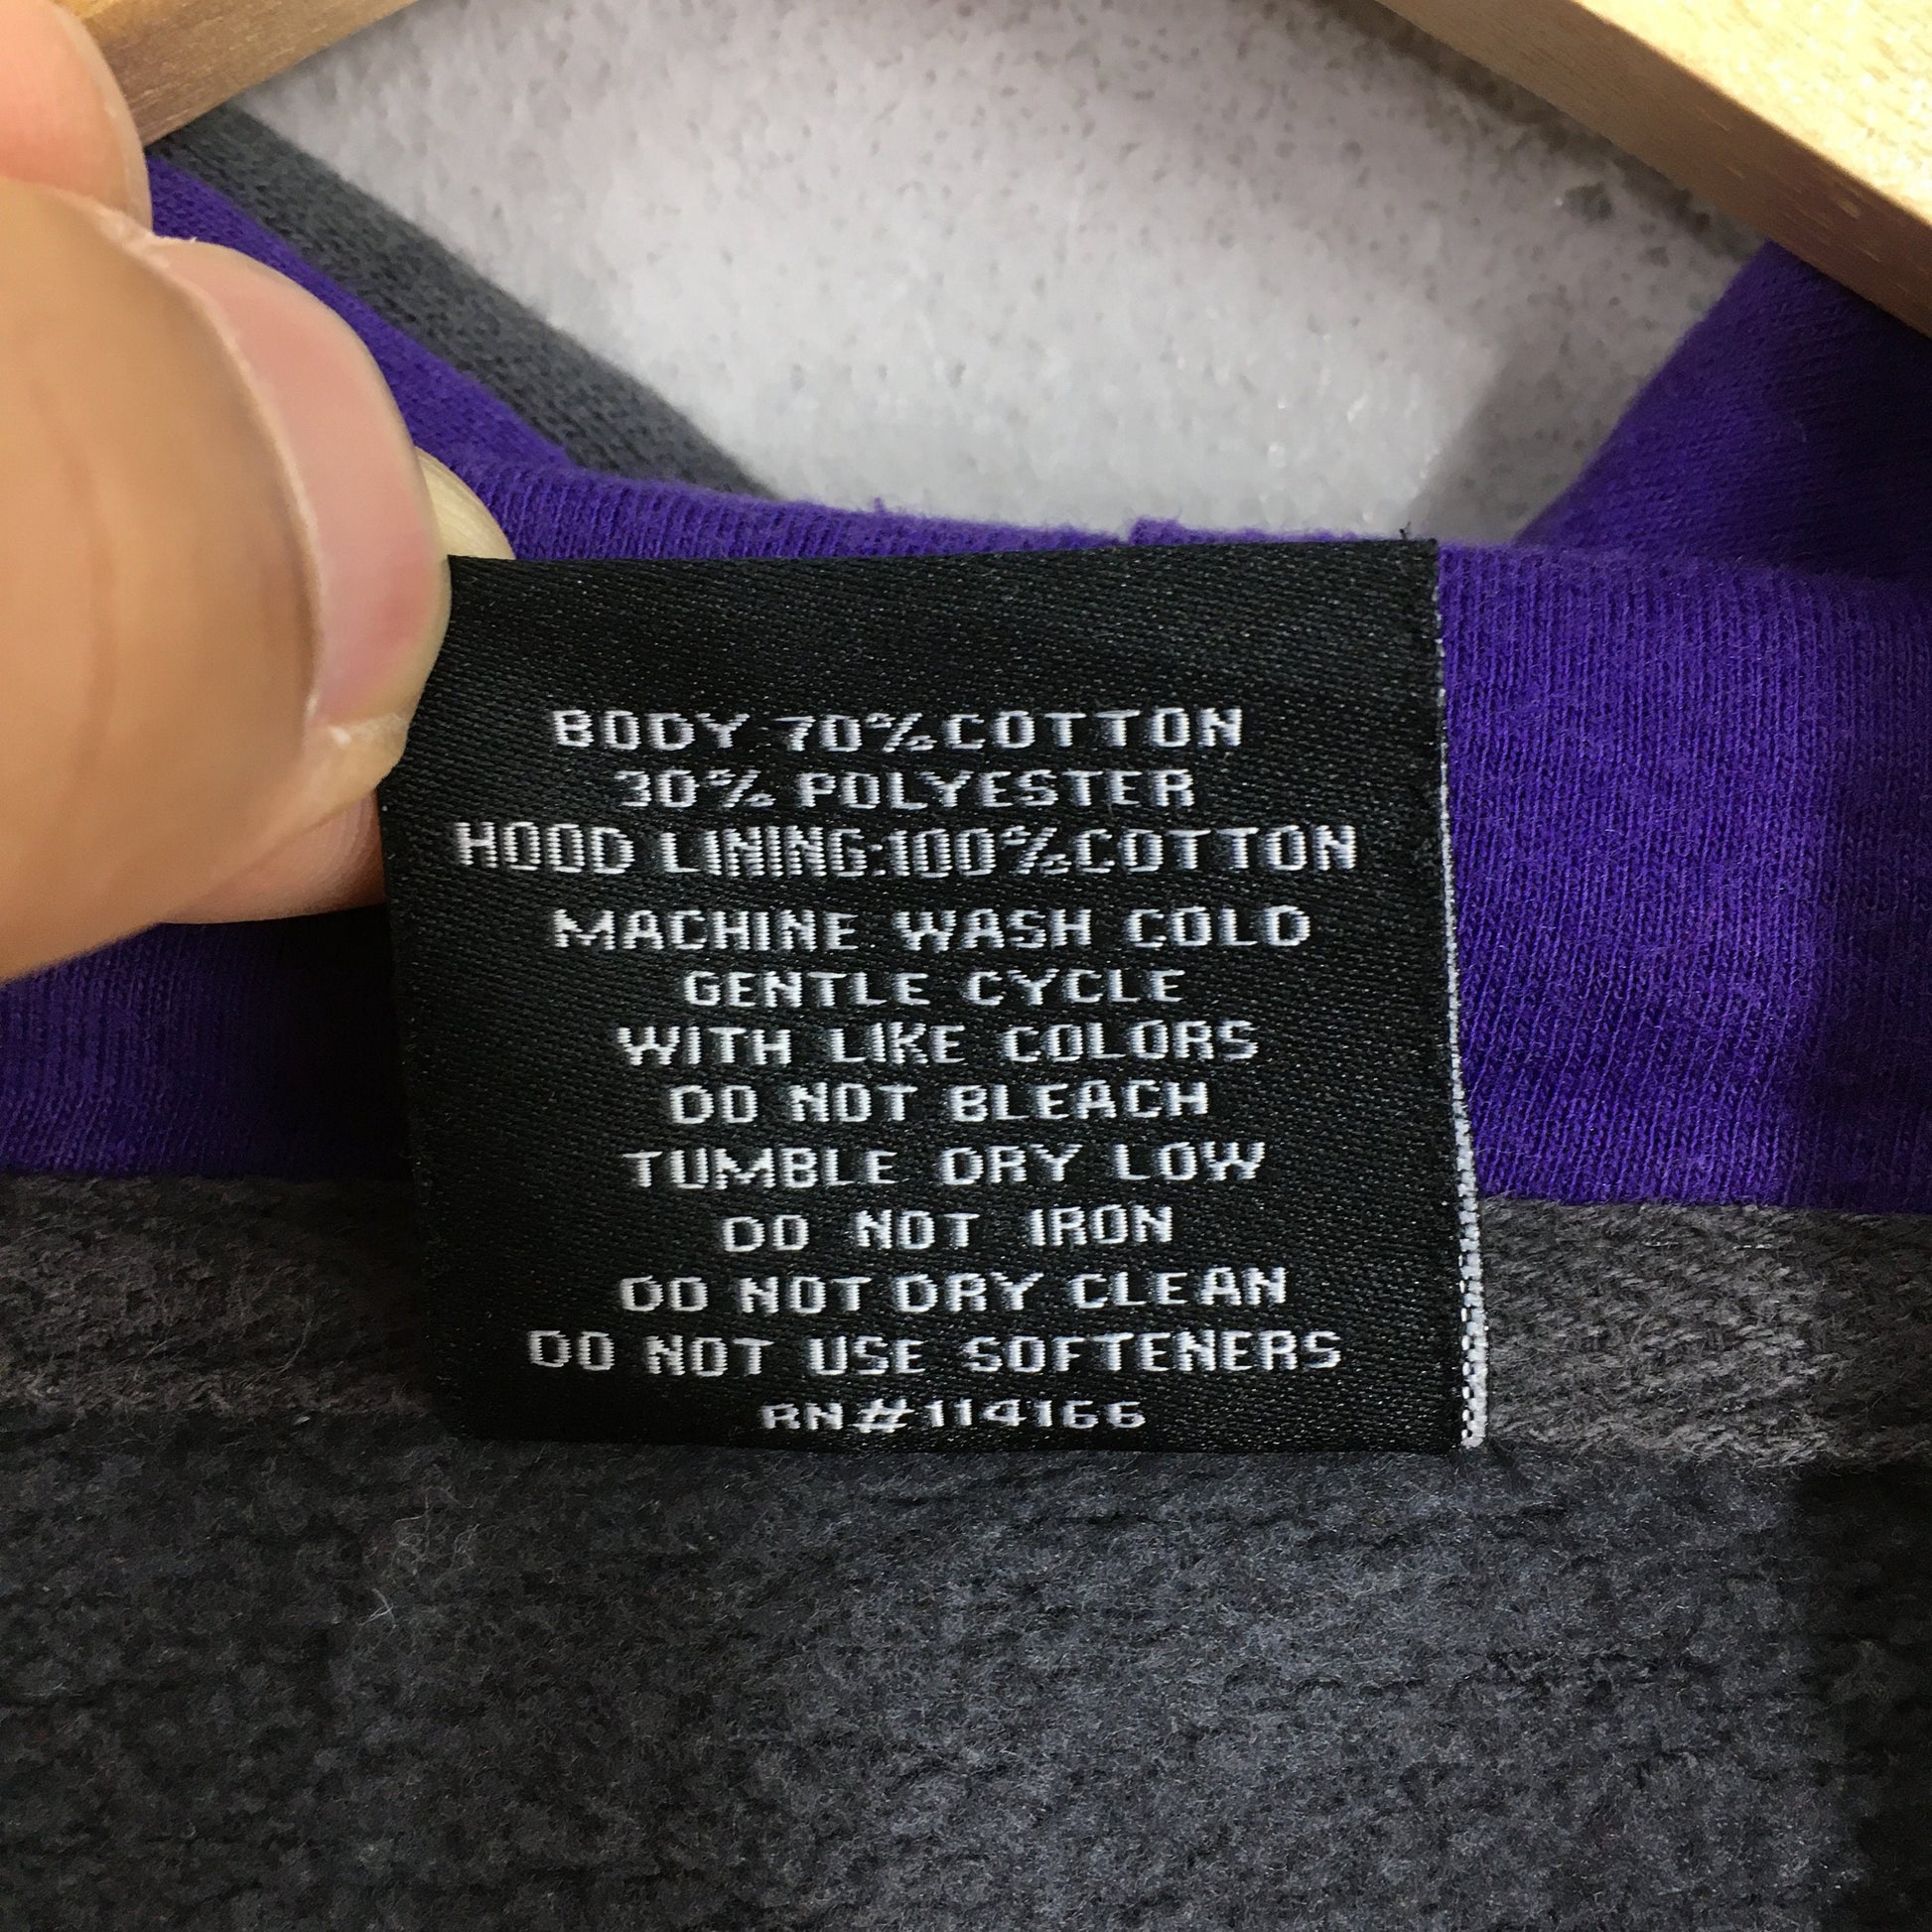 BODY 70% COTTON
30% POLYESTER
HOOD LINING:100% COTTON
MACHINE WASH COLD
GENTLE CYCLE
WITH LIKE COLORS
DO NOT BLEACH
TUMBLE DRY LOW
DO NOT IRON
DO NOT DRY CLEAN
DO NOT USE SOFTENERS
RN#114166